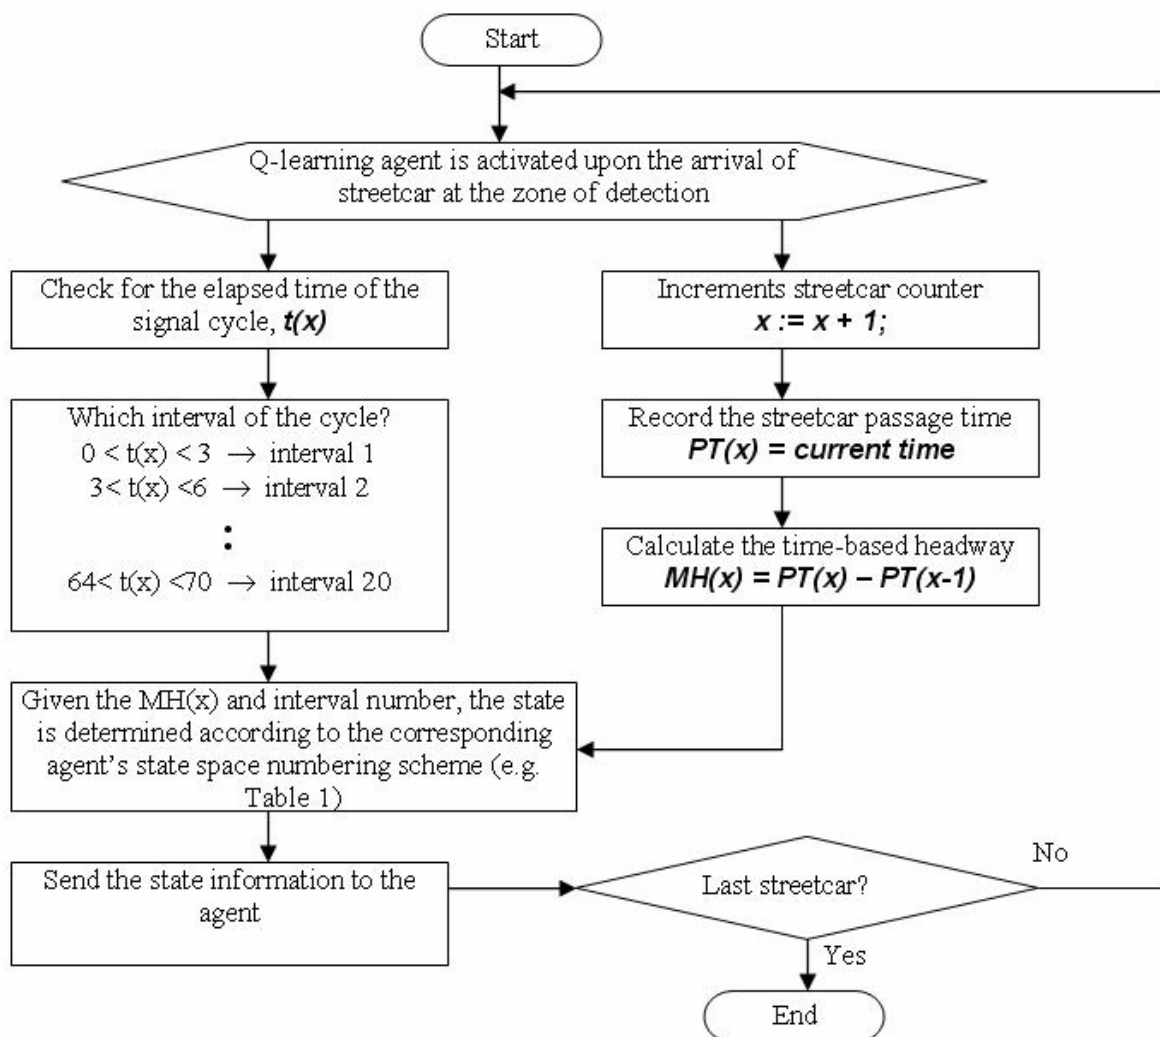 Start
Q-learning agent is activated upon the arrival of
streetcar at the zone of detection
Check for the elapsed time of the
signal cycle, t(x)
Increments streetcar counter
x := x + 1;
Which interval of the cycle?
0 < t(x) < 3 → interval 1
3< t(x) <6 → interval 2
:
64< t(x) <70 → interval 20
Record the streetcar passage time
PT(x) = current time
Calculate the time-based headway
MH(x) = PT(x) – PT(x-1)
Given the MH(x) and interval number, the state
is determined according to the corresponding
agent's state space numbering scheme (e.g.
Table 1)
Send the state information to the
agent
Last streetcar?
No
Yes
End